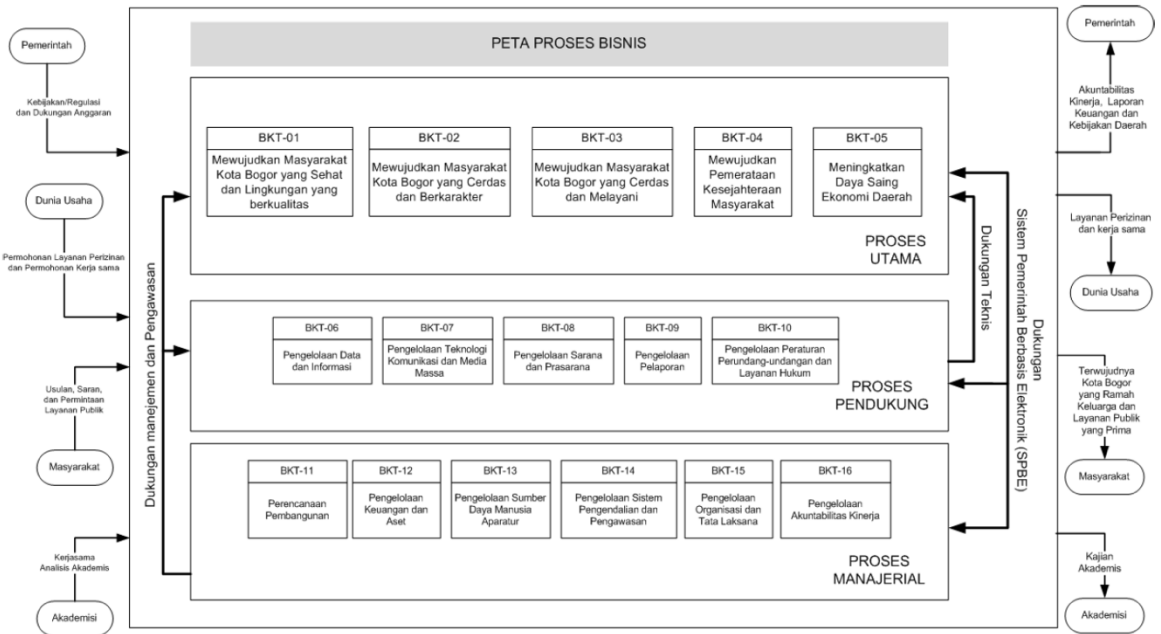 PETA PROSES BISNIS
Pemerintah
Kebijakan/Regulasi
dan Dukungan Anggaran
Dunia Usaha
Permohonan Layanan Perizinan
dan Permohonan Kerja sama
Usulan, Saran,
dan Permintaan
Layanan Publik
Masyarakat
Kerjasama
Analisis Akademis
Akademisi
Dukungan manejemen dan Pengawasan
BKT-01
Mewujudkan Masyarakat
Kota Bogor yang Sehat
dan Lingkungan yang
berkualitas
BKT-02
Mewujudkan Masyarakat
Kota Bogor yang Cerdas
dan Berkarakter
BKT-03
Mewujudkan Masyarakat
Kota Bogor yang Cerdas
dan Melayani
BKT-04
Mewujudkan
Pemerataan
Kesejahteraan
Masyarakat
BKT-05
Meningkatkan
Daya Saing
Ekonomi Daerah
PROSES
UTAMA
BKT-06
Pengelolaan Data
dan Informasi
BKT-07
Pengelolaan Teknologi
Komunikasi dan Media
Massa
BKT-08
Pengelolaan Sarana
dan Prasarana
BKT-09
Pengelolaan
Pelaporan
BKT-10
Pengelolaan Peraturan
Perundang-undangan dan
Layanan Hukum
PROSES
PENDUKUNG
BKT-11
Perencanaan
Pembangunan
BKT-12
Pengelolaan
Keuangan dan
Aset
BKT-13
Pengelolaan Sumber
Daya Manusia
Aparatur
BKT-14
Pengelolaan Sistem
Pengendalian dan
Pengawasan
BKT-15
Pengelolaan
Organisasi dan
Tata Laksana
BKT-16
Pengelolaan
Akuntabilitas Kinerja
PROSES
MANAJERIAL
Dukungan Teknis
Dukungan
Sistem Pemerintah Berbasis Elektronik (SPBE)
Pemerintah
Akuntabilitas
Kinerja, Laporan
Keuangan dan
Kebijakan Daerah
Layanan Perizinan
dan kerja sama
Dunia Usaha
Terwujudnya
Kota Bogor
yang Ramah
Keluarga dan
Layanan Publik
yang Prima
Masyarakat
Kajian
Akademis
Akademisi